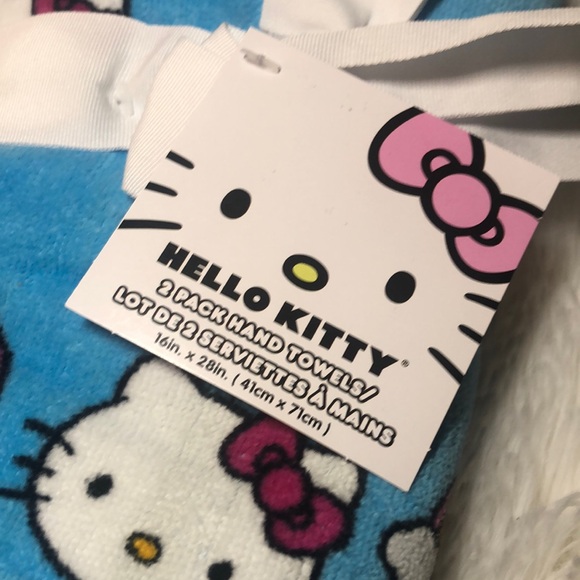 HELLO KITTY®
2 PACK HAND TOWELS/
LOT DE 2 SERVIETTES À MAINS
16in. x 28in. ( 41cm x 71cm )